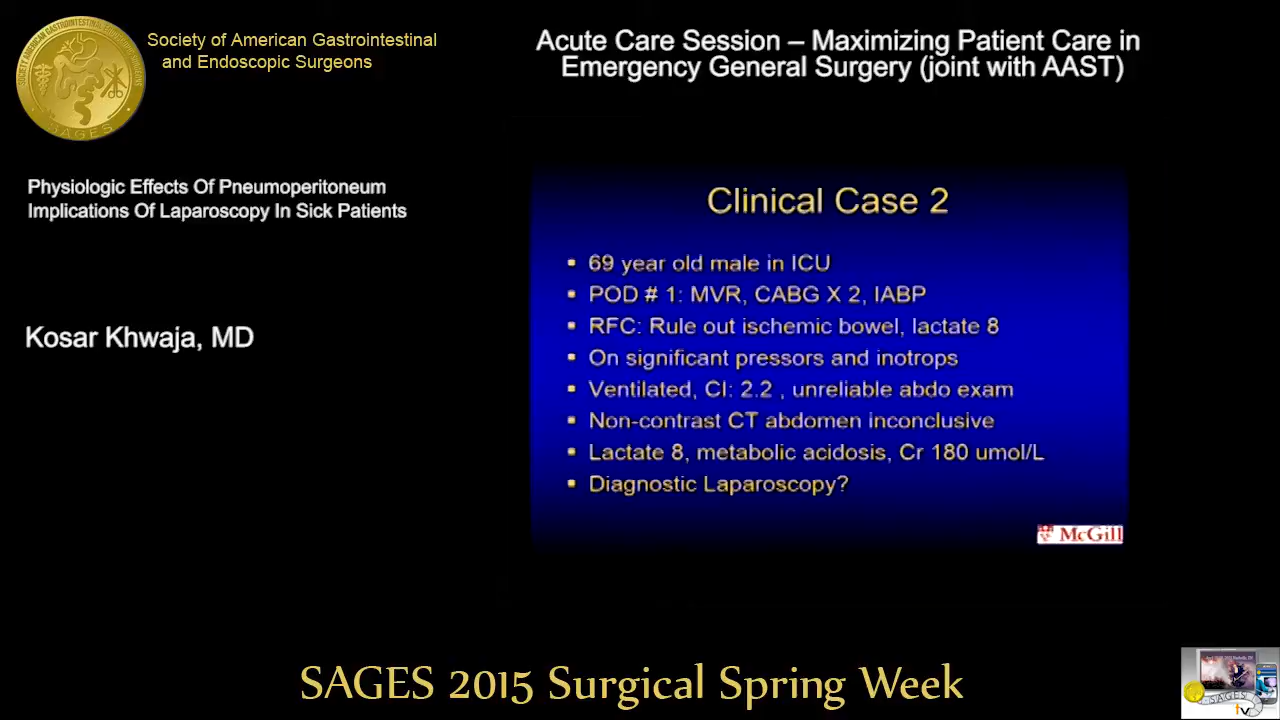 Society of American Gastrointestinal
and Endoscopic Surgeons
Acute Care Session – Maximizing Patient Care in
Emergency General Surgery (joint with AAST)
SAGES
Physiologic Effects Of Pneumoperitoneum
Implications Of Laparoscopy In Sick Patients
Kosar Khwaja, MD
Clinical Case 2
69 year old male in ICU
POD # 1: MVR, CABG X 2, IABP
RFC: Rule out ischemic bowel, lactate 8
On significant pressors and inotrops
Ventilated, CI: 2.2 , unreliable abdo exam
Non-contrast CT abdomen inconclusive
Lactate 8, metabolic acidosis, Cr 180 umol/L
Diagnostic Laparoscopy?
McGill
SAGES 2015 Surgical Spring Week
SAGES
tv